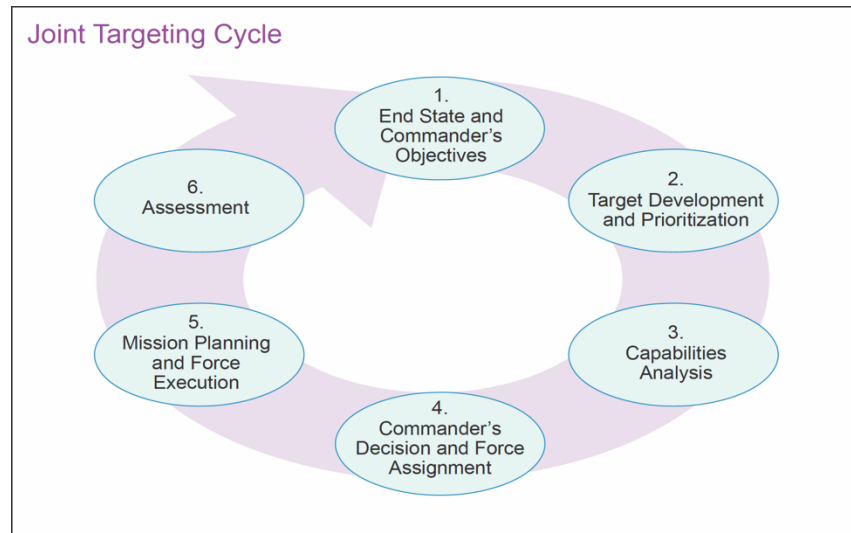 Joint Targeting Cycle
1.
End State and
Commander's
Objectives
2.
Target Development
and Prioritization
3.
Capabilities
Analysis
4.
Commander's
Decision and Force
Assignment
5.
Mission Planning
and Force
Execution
6.
Assessment